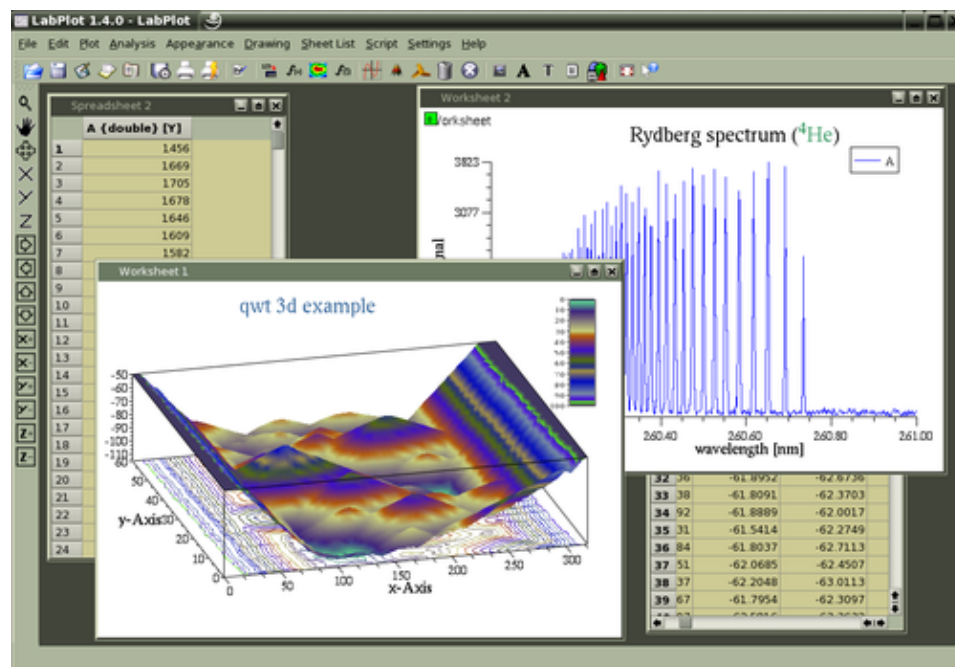 LabPlot 1.4.0 - LabPlot
File Edit Plot Analysis Appearance Drawing Sheet List Script Settings Help
Spreadsheet 2
A {double} [Y]
1 1456
2 1669
3 1705
4 1678
5 1646
6 1609
7 1582
8
9
10
11
12
13
14
15
16
17
18
19
20
21
22
23
24
Worksheet 2
Worksheet
Rydberg spectrum (⁴He)
A
3823
3077
260.40 260.60 260.80 261.00
wavelength [nm]
Worksheet 1
qwt 3d example
-50
-60
-70
-80
-90
-100
-110
60
50
40
30
20
10
0
y-Axis
0 50 100 150 200 250 300
x-Axis
32 36 -61.8952 -62.6736
33 38 -61.8091 -62.3703
34 92 -61.8889 -62.0017
35 31 -61.5414 -62.2749
36 84 -61.8037 -62.7113
37 51 -62.0685 -62.4507
38 37 -62.2048 -63.0113
39 67 -61.7954 -62.3097